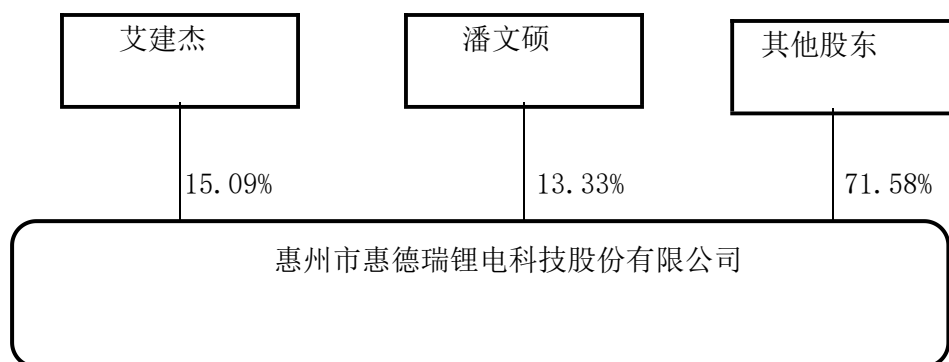 艾建杰
潘文硕
其他股东
15.09%
13.33%
71.58%
惠州市惠德瑞锂电科技股份有限公司